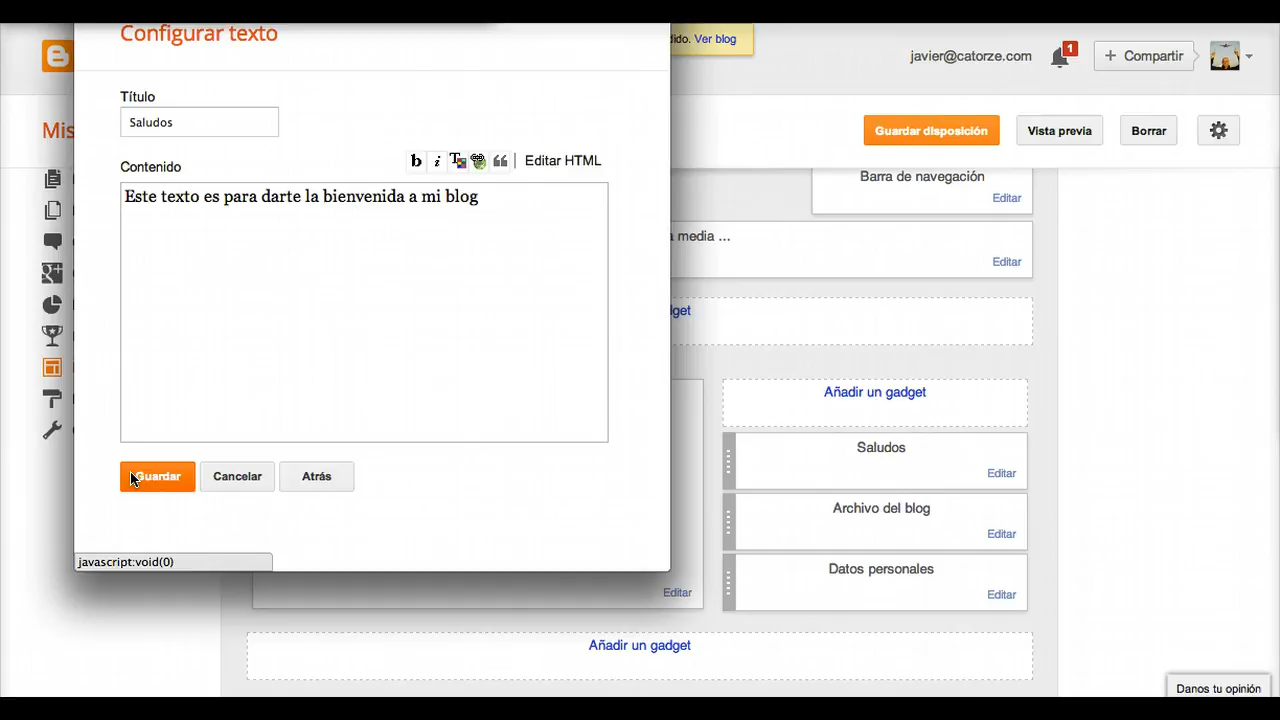 Configurar texto
Título
Saludos
Contenido
b i T Editar HTML
Este texto es para darte la bienvenida a mi blog
Guardar Cancelar Atrás
javascript:void(0)
dido. Ver blog
javier@catorze.com 1 + Compartir
Mis
Guardar disposición Vista previa Borrar
Barra de navegación
Editar
a media ...
Editar
gadget
Añadir un gadget
Saludos
Editar
Archivo del blog
Editar
Datos personales
Editar
Editar
Añadir un gadget
Danos tu opinión